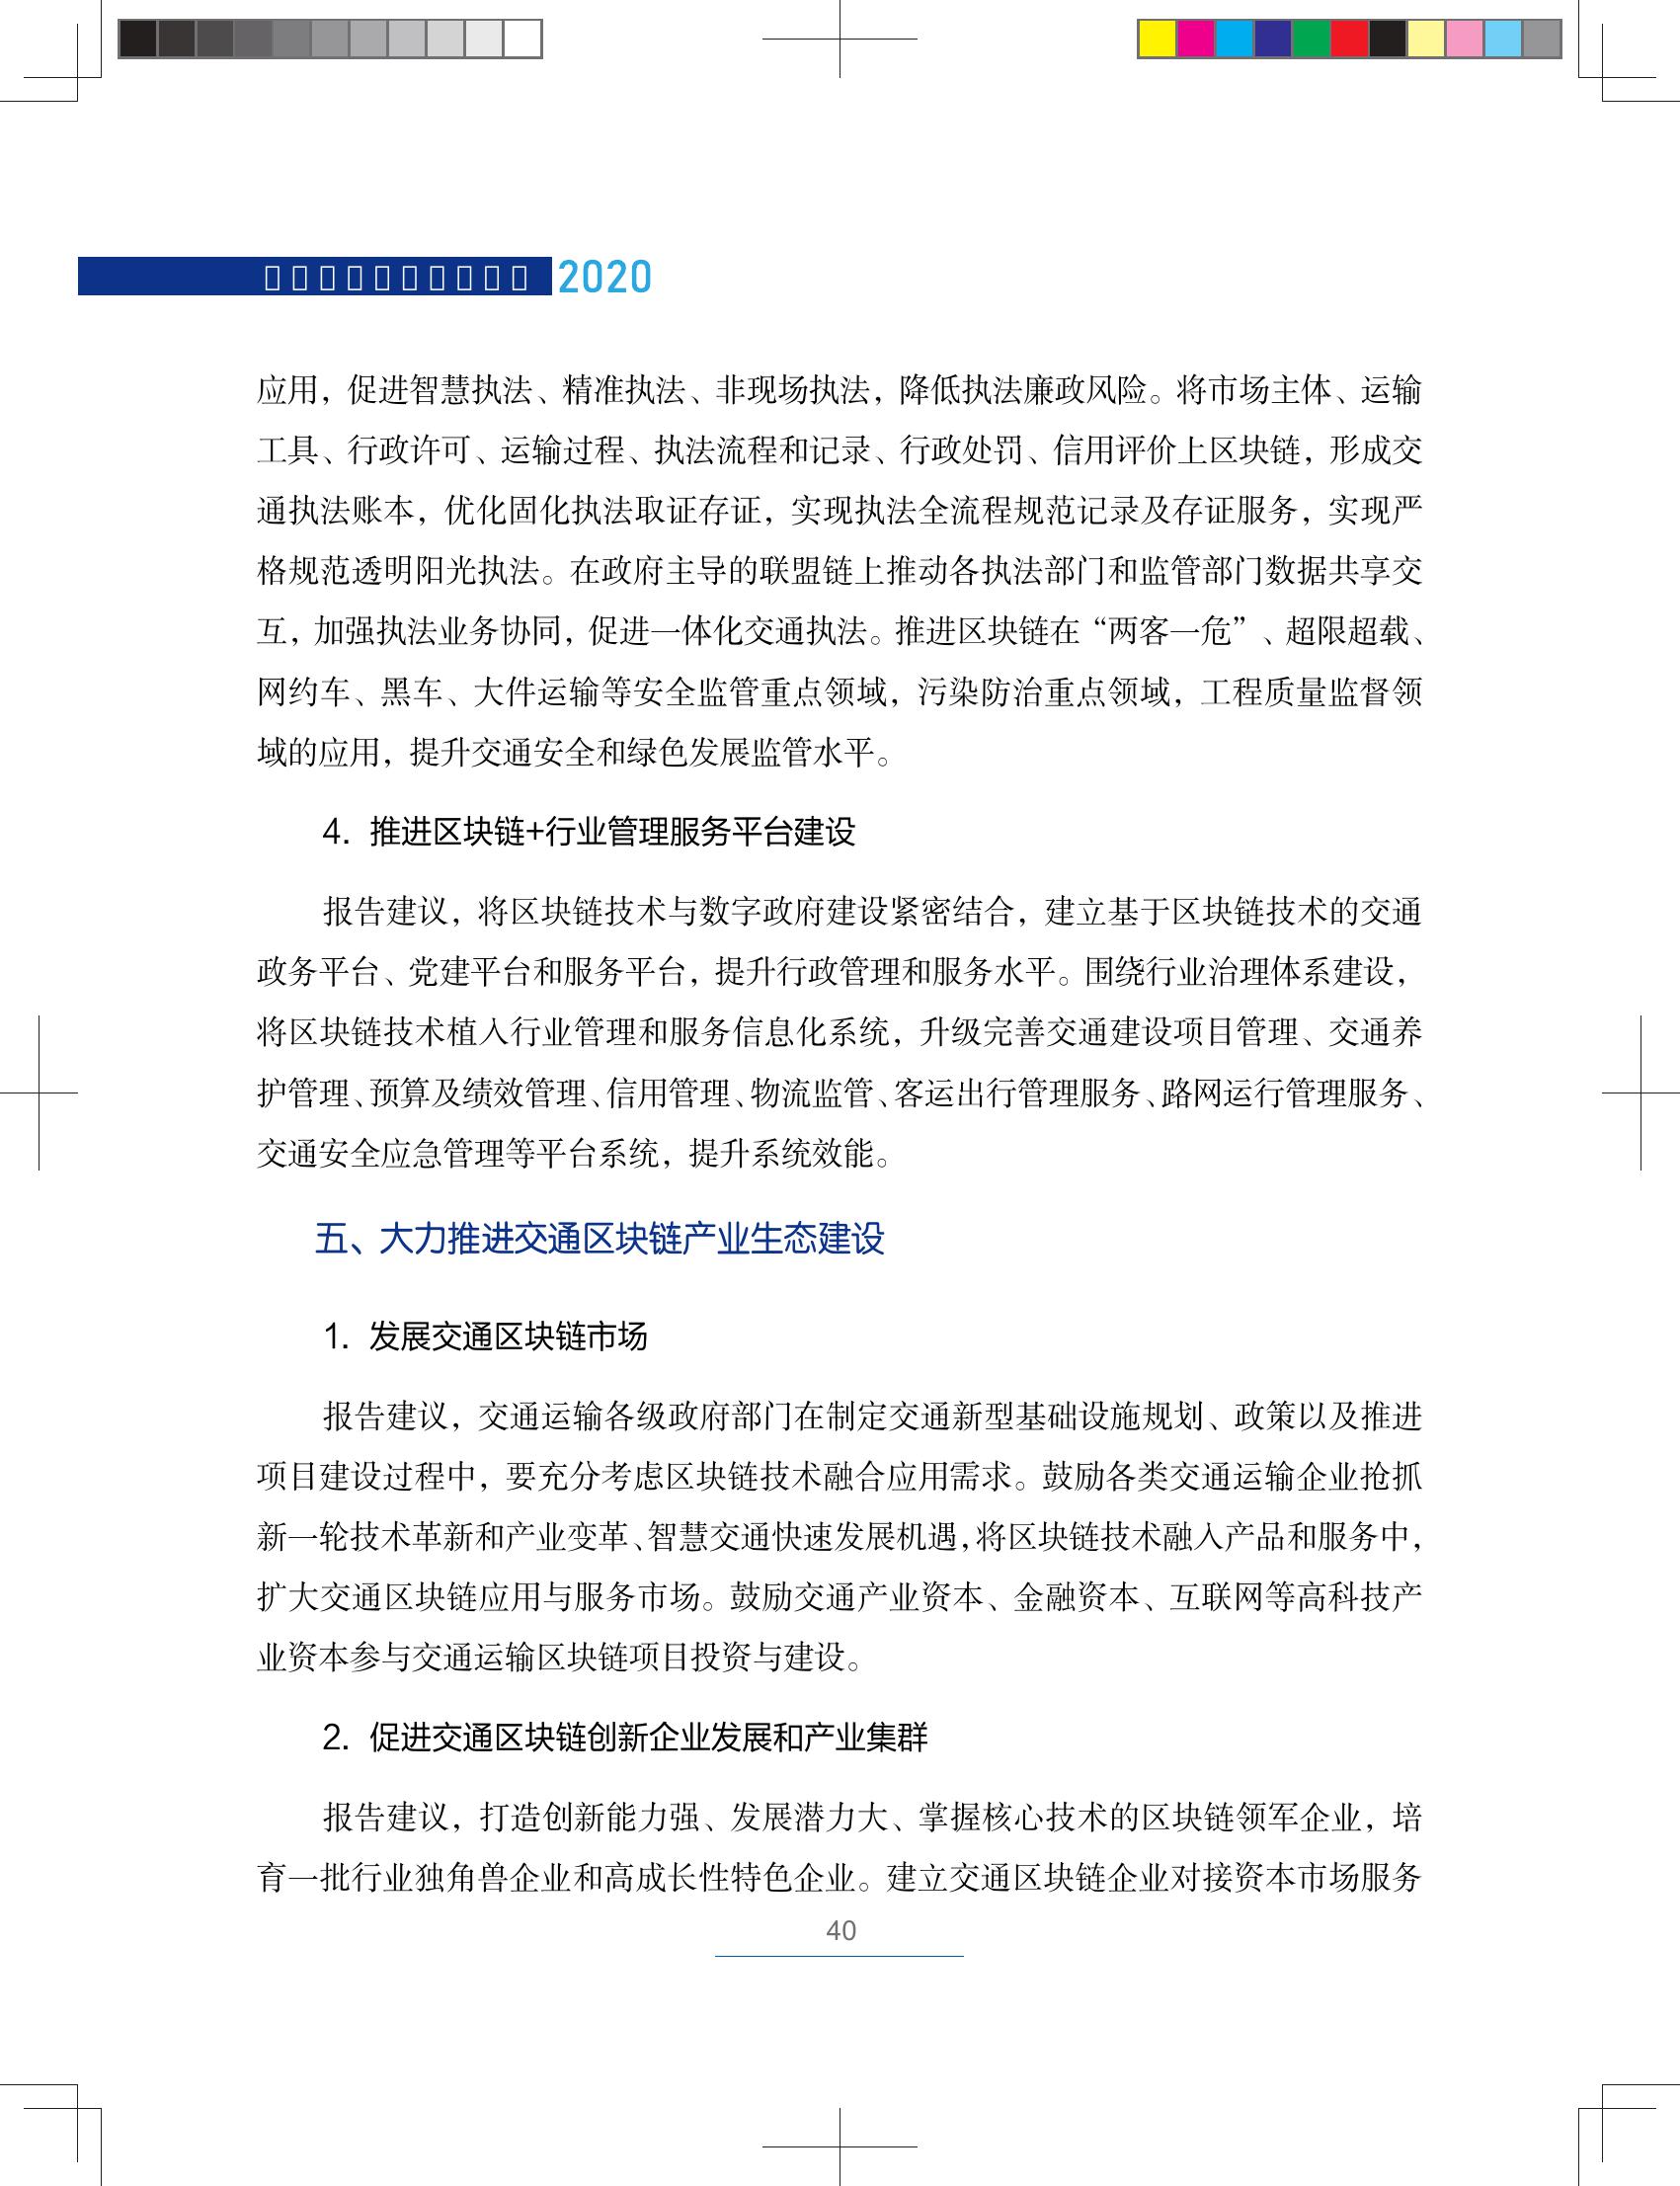 2020
应用，促进智慧执法、精准执法、非现场执法，降低执法廉政风险。将市场主体、运输
工具、行政许可、运输过程、执法流程和记录、行政处罚、信用评价上区块链，形成交
通执法账本，优化固化执法取证存证，实现执法全流程规范记录及存证服务，实现严
格规范透明阳光执法。在政府主导的联盟链上推动各执法部门和监管部门数据共享交
互，加强执法业务协同，促进一体化交通执法。推进区块链在“两客一危”、超限超载、
网约车、黑车、大件运输等安全监管重点领域，污染防治重点领域，工程质量监督领
域的应用，提升交通安全和绿色发展监管水平。
4. 推进区块链+行业管理服务平台建设
报告建议，将区块链技术与数字政府建设紧密结合，建立基于区块链技术的交通
政务平台、党建平台和服务平台，提升行政管理和服务水平。围绕行业治理体系建设，
将区块链技术植入行业管理和服务信息化系统，升级完善交通建设项目管理、交通养
护管理、预算及绩效管理、信用管理、物流监管、客运出行管理服务、路网运行管理服务、
交通安全应急管理等平台系统，提升系统效能。
五、大力推进交通区块链产业生态建设
1. 发展交通区块链市场
报告建议，交通运输各级政府部门在制定交通新型基础设施规划、政策以及推进
项目建设过程中，要充分考虑区块链技术融合应用需求。鼓励各类交通运输企业抢抓
新一轮技术革新和产业变革、智慧交通快速发展机遇，将区块链技术融入产品和服务中，
扩大交通区块链应用与服务市场。鼓励交通产业资本、金融资本、互联网等高科技产
业资本参与交通运输区块链项目投资与建设。
2. 促进交通区块链创新企业发展和产业集群
报告建议，打造创新能力强、发展潜力大、掌握核心技术的区块链领军企业，培
育一批行业独角兽企业和高成长性特色企业。建立交通区块链企业对接资本市场服务
40